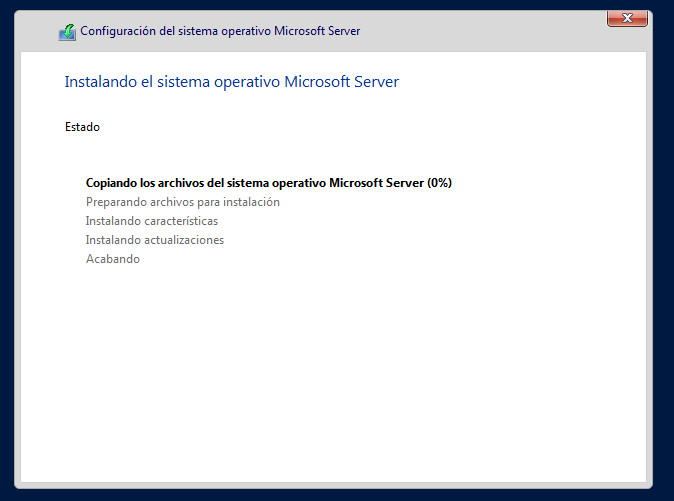 Configuración del sistema operativo Microsoft Server
Instalando el sistema operativo Microsoft Server
Estado
Copiando los archivos del sistema operativo Microsoft Server (0%)
Preparando archivos para instalación
Instalando características
Instalando actualizaciones
Acabando